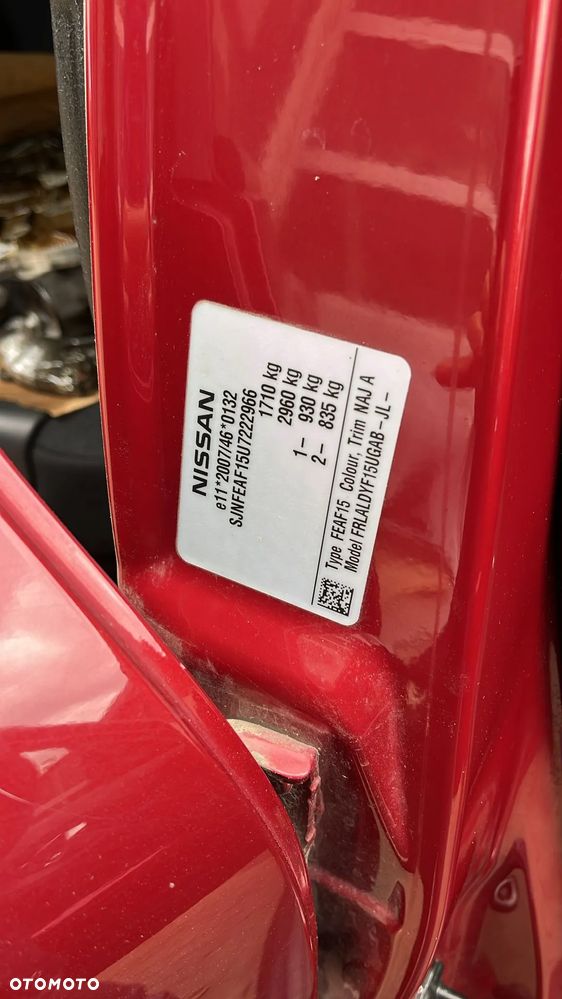 NISSAN
e11*2007/46*0132
SJNFEAF15U7222966
1710 kg
2960 kg
1– 930 kg
2– 835 kg
Type FEAF15 Colour, Trim NAJ A
Model FRLALDYF15UGAB-JL-
OTOMOTO